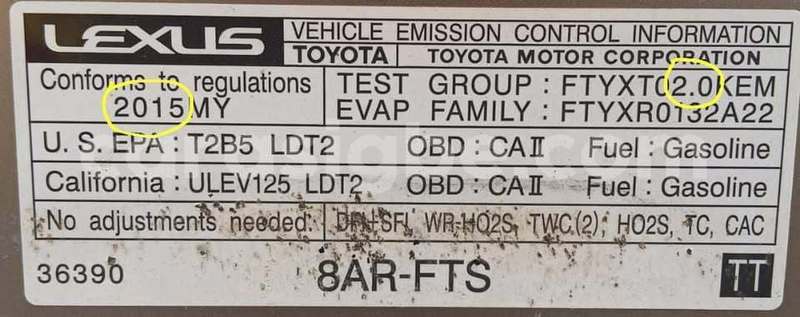 LEXUS VEHICLE EMISSION CONTROL INFORMATION
TOYOTA TOYOTA MOTOR CORPORATION
Conforms to regulations TEST GROUP : FTYXT02.0KEM
2015MY EVAP FAMILY : FTYXR0132A22
U. S. EPA : T2B5 LDT2 OBD : CAII Fuel : Gasoline
California : ULEV125 LDT2 OBD : CAII Fuel : Gasoline
No adjustments needed. DFI+SFI, WR-HO2S, TWC(2), HO2S, TC, CAC
36390 8AR-FTS TT